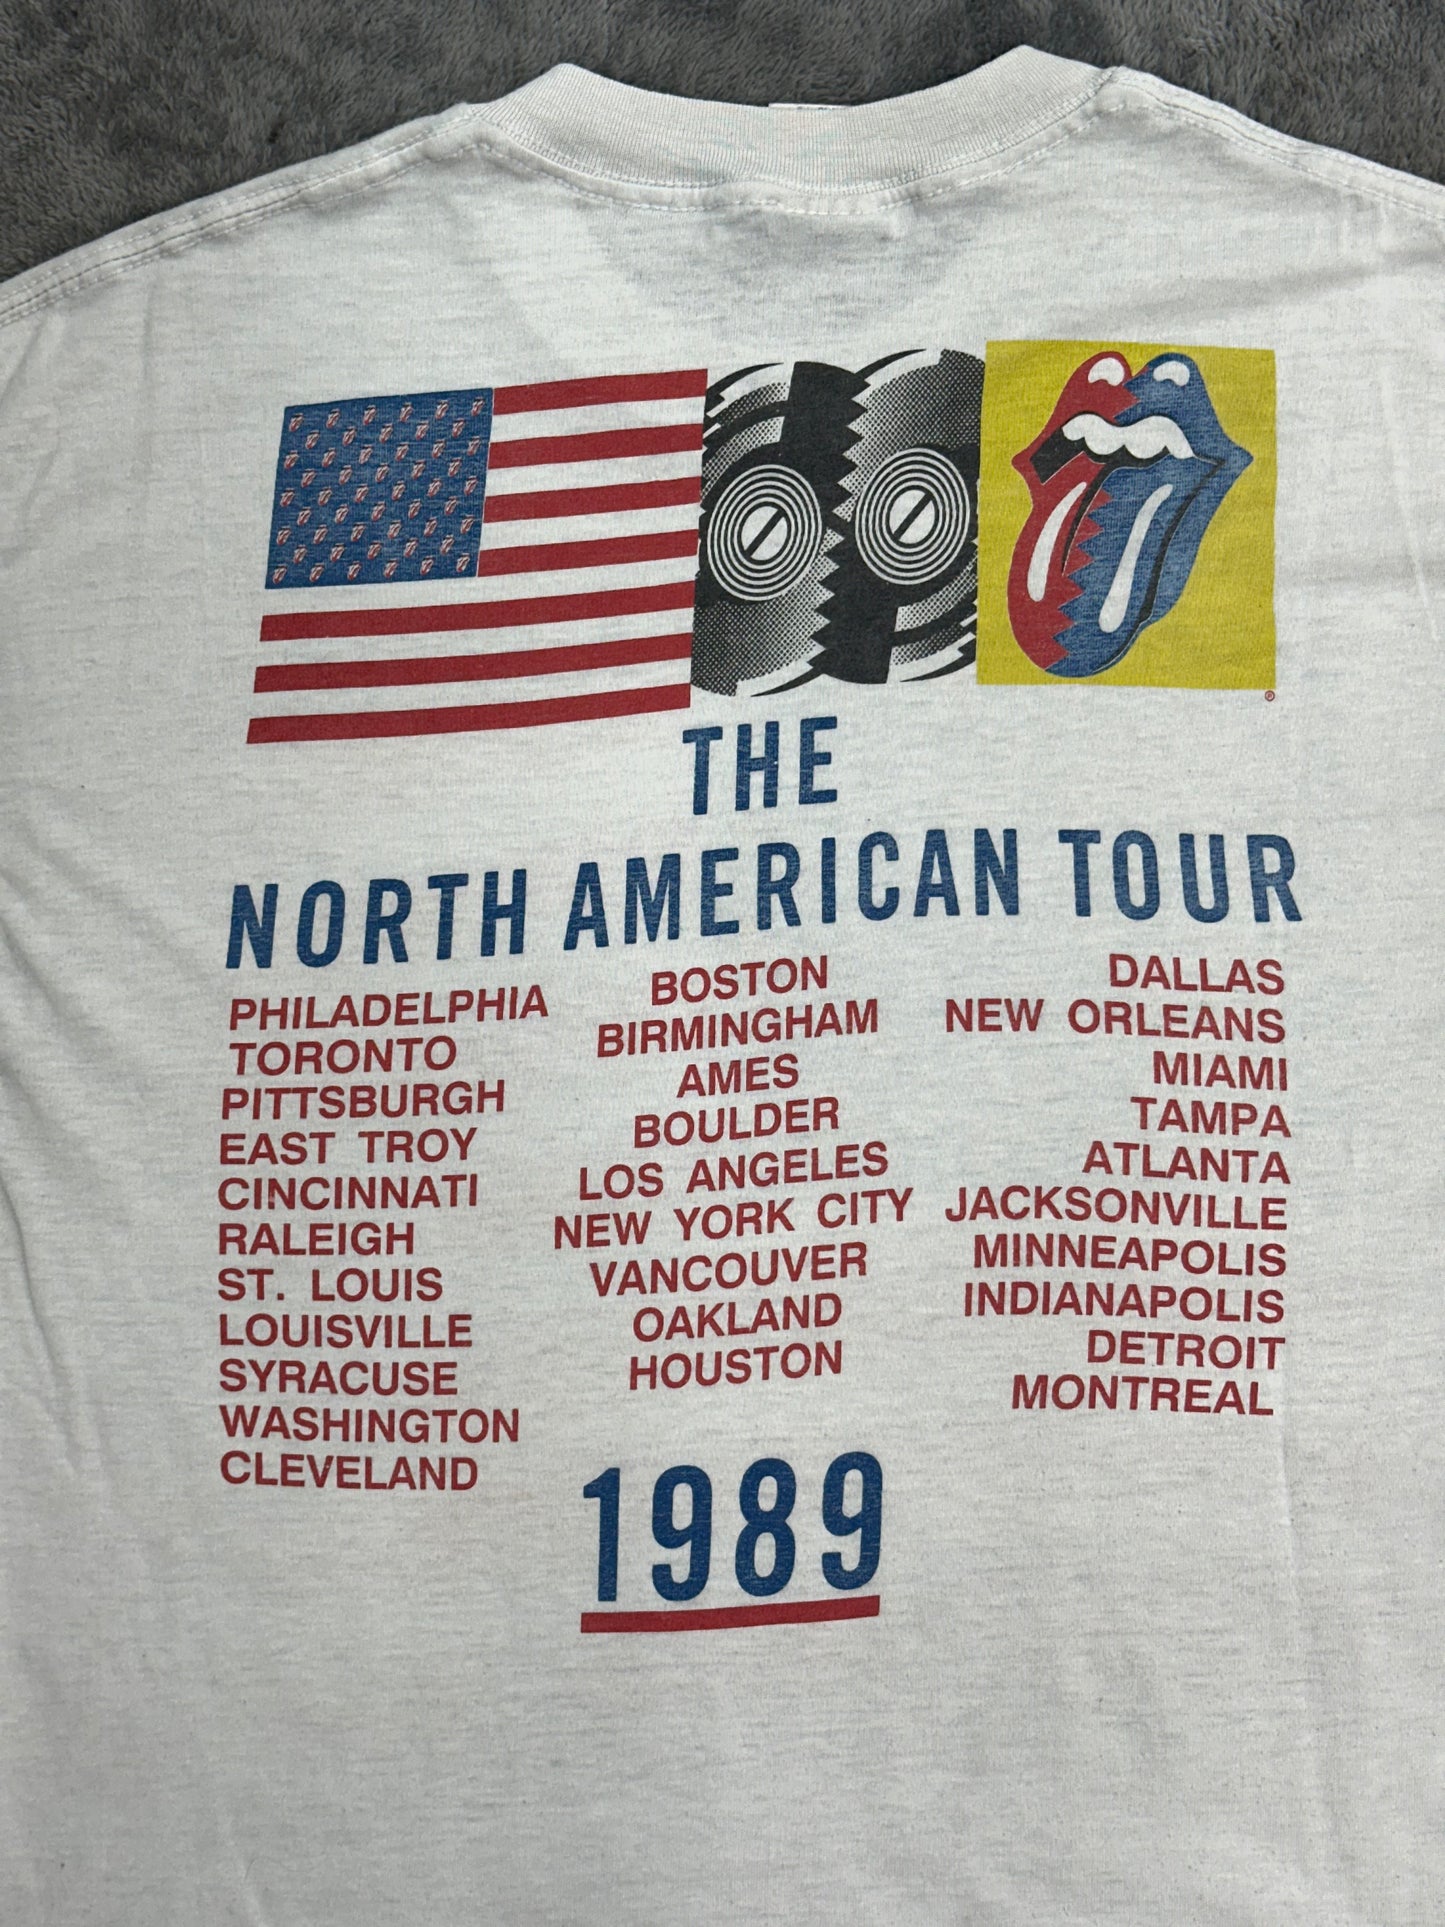 ®
THE
NORTH AMERICAN TOUR
PHILADELPHIA
TORONTO
PITTSBURGH
EAST TROY
CINCINNATI
RALEIGH
ST. LOUIS
LOUISVILLE
SYRACUSE
WASHINGTON
CLEVELAND
BOSTON
BIRMINGHAM
AMES
BOULDER
LOS ANGELES
NEW YORK CITY
VANCOUVER
OAKLAND
HOUSTON
DALLAS
NEW ORLEANS
MIAMI
TAMPA
ATLANTA
JACKSONVILLE
MINNEAPOLIS
INDIANAPOLIS
DETROIT
MONTREAL
1989